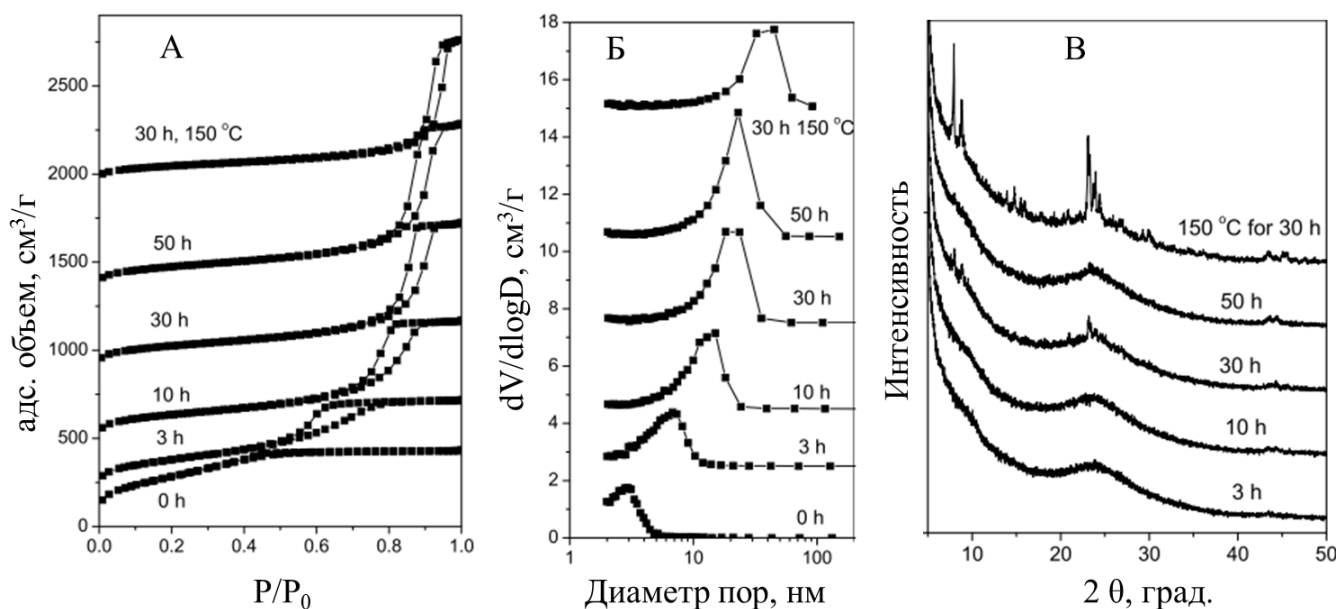 А
адс. объем, см³/г
2500
2000
1500
1000
500
0
30 h, 150 °C
50 h
30 h
10 h
3 h
0 h
0.0 0.2 0.4 0.6 0.8 1.0
P/P₀
Б
dV/dlogD, см³/г
18
16
14
12
10
8
6
4
2
0
30 h 150 °C
50 h
30 h
10 h
3 h
0 h
1 10 100
Диаметр пор, нм
В
Интенсивность
150 °C for 30 h
50 h
30 h
10 h
3 h
10 20 30 40 50
2 θ, град.